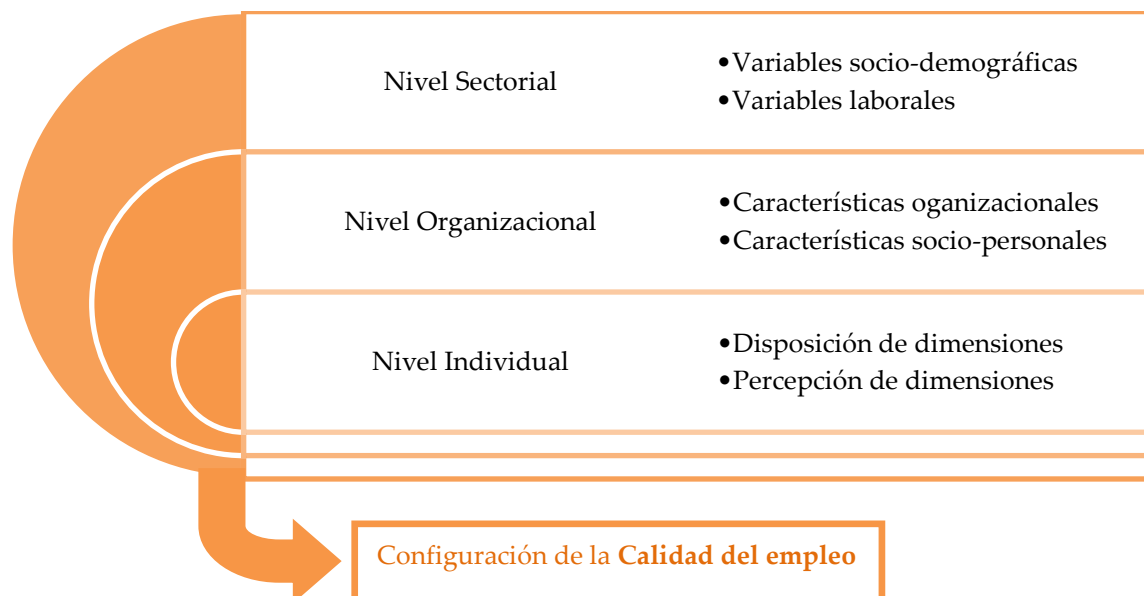 Nivel Sectorial
•Variables socio-demográficas
•Variables laborales
Nivel Organizacional
•Características oganizacionales
•Características socio-personales
Nivel Individual
•Disposición de dimensiones
•Percepción de dimensiones
Configuración de la Calidad del empleo